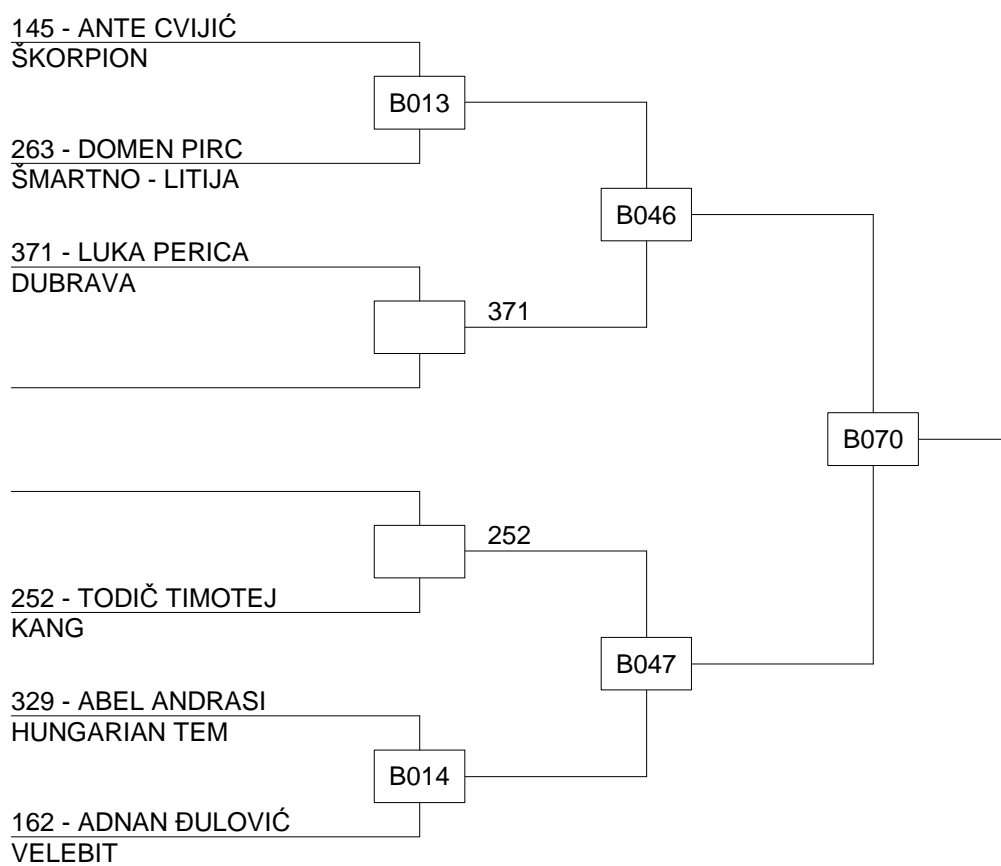 145 - ANTE CVIJIĆ
ŠKORPION
B013
263 - DOMEN PIRC
ŠMARTNO - LITIJA
B046
371 - LUKA PERICA
DUBRAVA
371
B070
252
252 - TODIČ TIMOTEJ
KANG
B047
329 - ABEL ANDRASI
HUNGARIAN TEM
B014
162 - ADNAN ĐULOVIĆ
VELEBIT